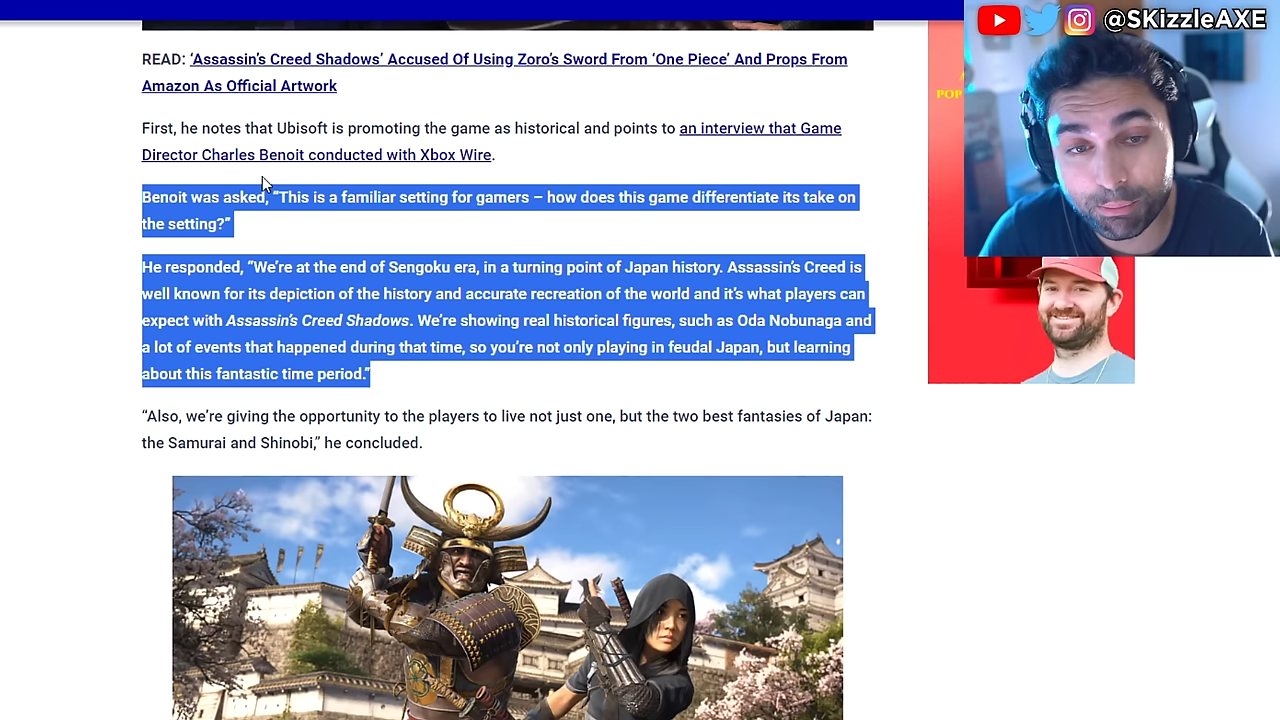 @SKizzleAXE
READ: ‘Assassin’s Creed Shadows’ Accused Of Using Zoro’s Sword From ‘One Piece’ And Props From
Amazon As Official Artwork
POP
First, he notes that Ubisoft is promoting the game as historical and points to an interview that Game
Director Charles Benoit conducted with Xbox Wire.
Benoit was asked, “This is a familiar setting for gamers – how does this game differentiate its take on
the setting?”
He responded, “We’re at the end of Sengoku era, in a turning point of Japan history. Assassin’s Creed is
well known for its depiction of the history and accurate recreation of the world and it’s what players can
expect with Assassin’s Creed Shadows. We’re showing real historical figures, such as Oda Nobunaga and
a lot of events that happened during that time, so you’re not only playing in feudal Japan, but learning
about this fantastic time period.”
“Also, we’re giving the opportunity to the players to live not just one, but the two best fantasies of Japan:
the Samurai and Shinobi,” he concluded.